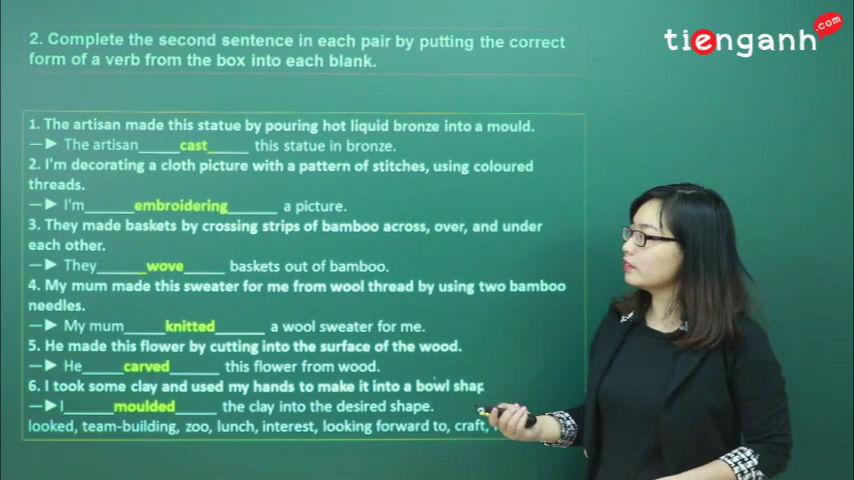 2. Complete the second sentence in each pair by putting the correct
form of a verb from the box into each blank.
tienganh.com
1. The artisan made this statue by pouring hot liquid bronze into a mould.
—► The artisan_____cast_____ this statue in bronze.
2. I'm decorating a cloth picture with a pattern of stitches, using coloured
threads.
—► I'm______embroidering______ a picture.
3. They made baskets by crossing strips of bamboo across, over, and under
each other.
—► They______wove_____ baskets out of bamboo.
4. My mum made this sweater for me from wool thread by using two bamboo
needles.
—► My mum_____knitted______ a wool sweater for me.
5. He made this flower by cutting into the surface of the wood.
—► He_____carved______ this flower from wood.
6. I took some clay and used my hands to make it into a bowl
—►I______moulded_____ the clay into the desired shape.
looked, team-building, zoo, lunch, interest, looking forward to, craft,